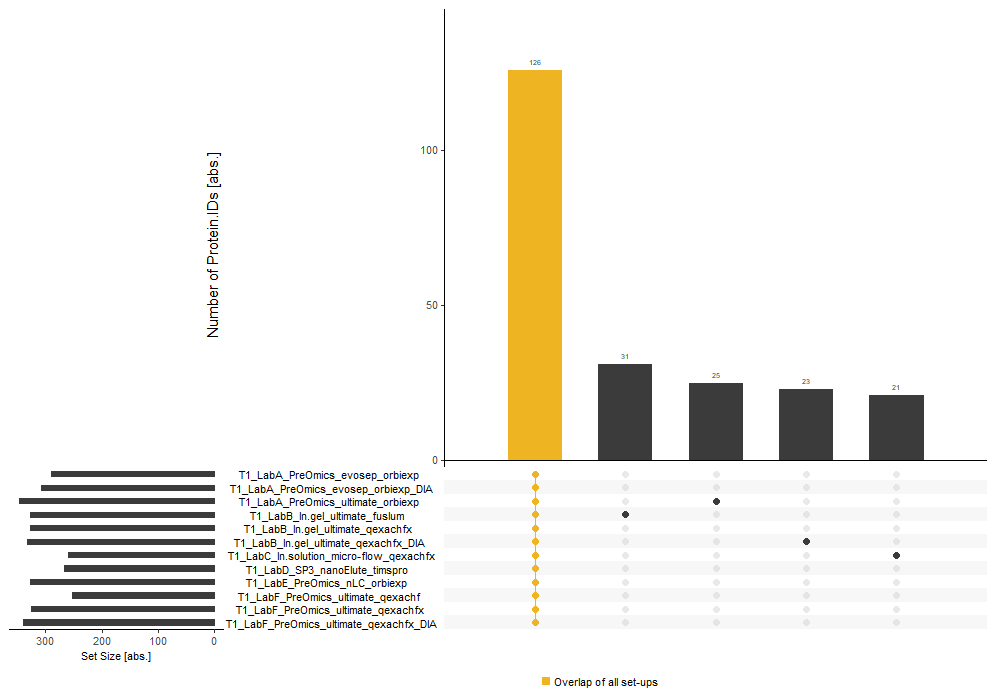 126
100
Number of Protein.IDs [abs.]
50
31
25
23
21
0
T1_LabA_PreOmics_evosep_orbiexp
T1_LabA_PreOmics_evosep_orbiexp_DIA
T1_LabA_PreOmics_ultimate_orbiexp
T1_LabB_In.gel_ultimate_fuslum
T1_LabB_In.gel_ultimate_qexachfx
T1_LabB_In.gel_ultimate_qexachfx_DIA
T1_LabC_In.solution_micro-flow_qexachfx
T1_LabD_SP3_nanoElute_timspro
T1_LabE_PreOmics_nLC_orbiexp
T1_LabF_PreOmics_ultimate_qexachf
T1_LabF_PreOmics_ultimate_qexachfx
T1_LabF_PreOmics_ultimate_qexachfx_DIA
300 200 100 0
Set Size [abs.]
Overlap of all set-ups